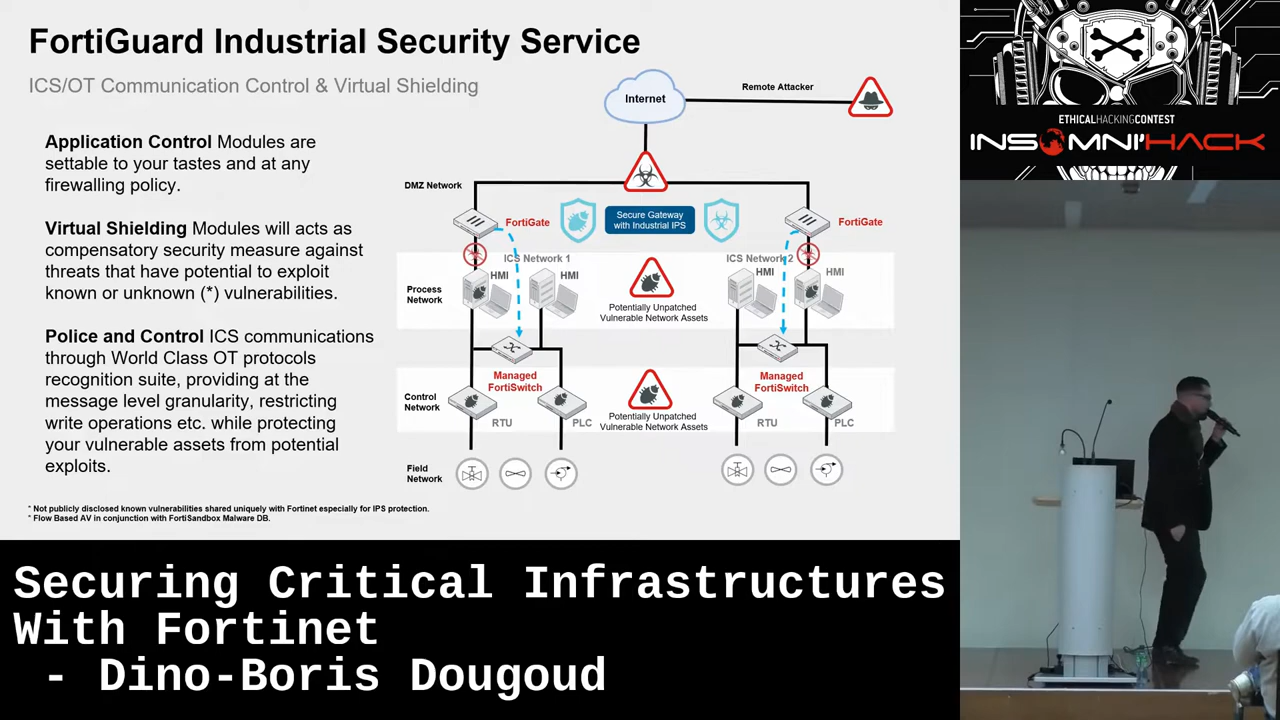 FortiGuard Industrial Security Service
ICS/OT Communication Control & Virtual Shielding
Application Control Modules are
settable to your tastes and at any
firewalling policy.
Virtual Shielding Modules will acts as
compensatory security measure against
threats that have potential to exploit
known or unknown (*) vulnerabilities.
Police and Control ICS communications
through World Class OT protocols
recognition suite, providing at the
message level granularity, restricting
write operations etc. while protecting
your vulnerable assets from potential
exploits.
* Not publicly disclosed known vulnerabilities shared uniquely with Fortinet especially for IPS protection.
* Flow Based AV in conjunction with FortiSandbox Malware DB.
Internet
Remote Attacker
DMZ Network
FortiGate
Secure Gateway
with Industrial IPS
FortiGate
ICS Network 1
ICS Network 2
HMI
HMI
HMI
HMI
Process
Network
Potentially Unpatched
Vulnerable Network Assets
Managed
FortiSwitch
Managed
FortiSwitch
Control
Network
Potentially Unpatched
Vulnerable Network Assets
RTU
PLC
RTU
PLC
Field
Network
ETHICALHACKINGCONTEST
INSOMNI'HACK
Securing Critical Infrastructures
With Fortinet
- Dino-Boris Dougoud